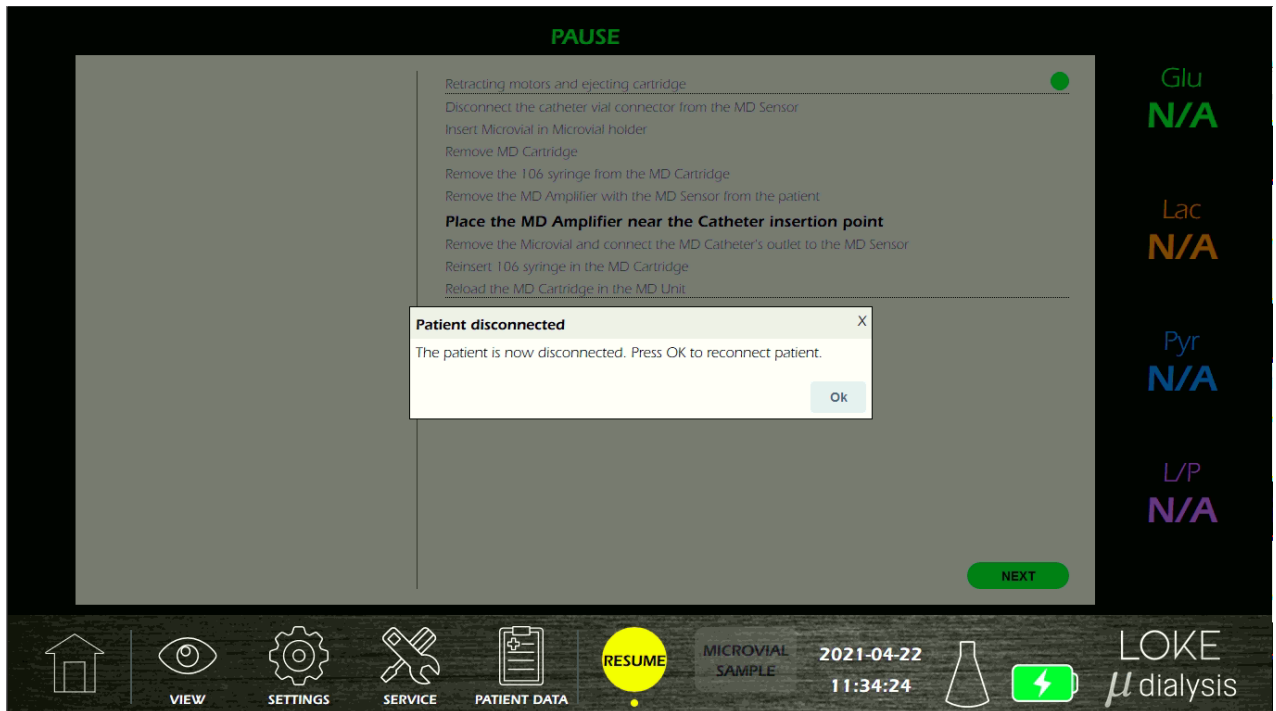 PAUSE
Retracting motors and ejecting cartridge
Disconnect the catheter vial connector from the MD Sensor
Insert Microvial in Microvial holder
Remove MD Cartridge
Remove the 106 syringe from the MD Cartridge
Remove the MD Amplifier with the MD Sensor from the patient
Place the MD Amplifier near the Catheter insertion point
Remove the Microvial and connect the MD Catheter's outlet to the MD Sensor
Reinsert 106 syringe in the MD Cartridge
Reload the MD Cartridge in the MD Unit
Patient disconnected X
The patient is now disconnected. Press OK to reconnect patient.
Ok
NEXT
Glu
N/A
Lac
N/A
Pyr
N/A
L/P
N/A
VIEW
SETTINGS
SERVICE
PATIENT DATA
RESUME
MICROVIAL
SAMPLE
2021-04-22
11:34:24
LOKE
μ dialysis